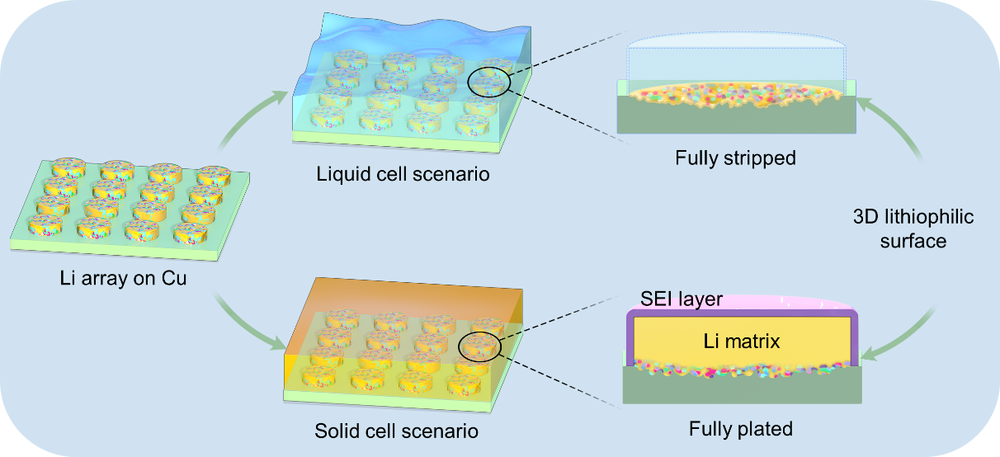 Liquid cell scenario
Fully stripped
Li array on Cu
3D lithiophilic
surface
SEI layer
Li matrix
Solid cell scenario
Fully plated